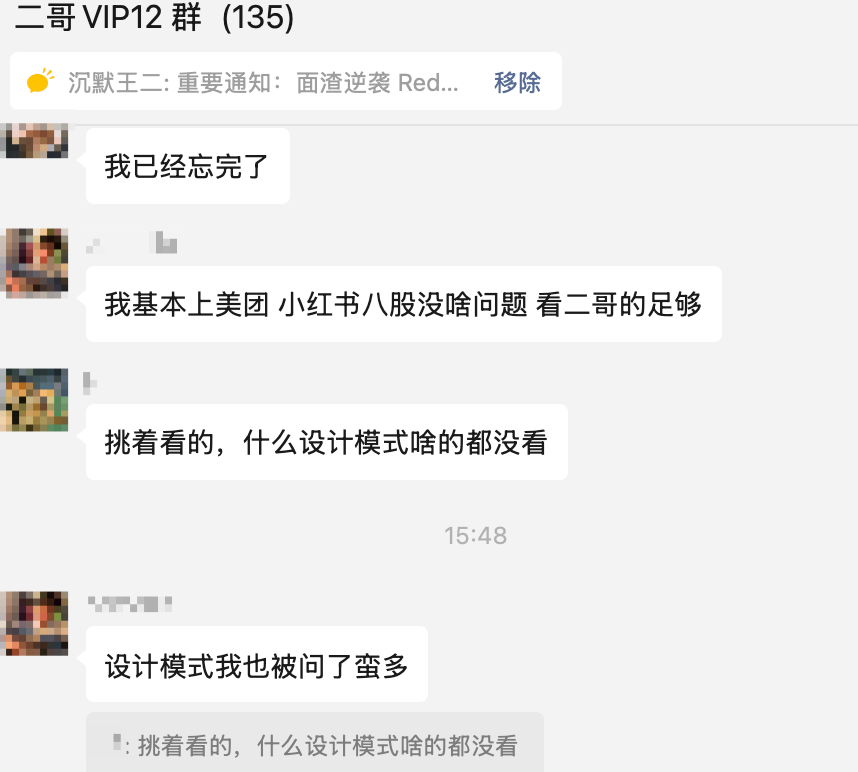 二哥 VIP12 群（135）
沉默王二: 重要通知： 面渣逆袭 Red... 移除
我已经忘完了
我基本上美团 小红书八股没啥问题 看二哥的足够
挑着看的，什么设计模式啥的都没看
15:48
设计模式我也被问了蛮多
: 挑着看的，什么设计模式啥的都没看